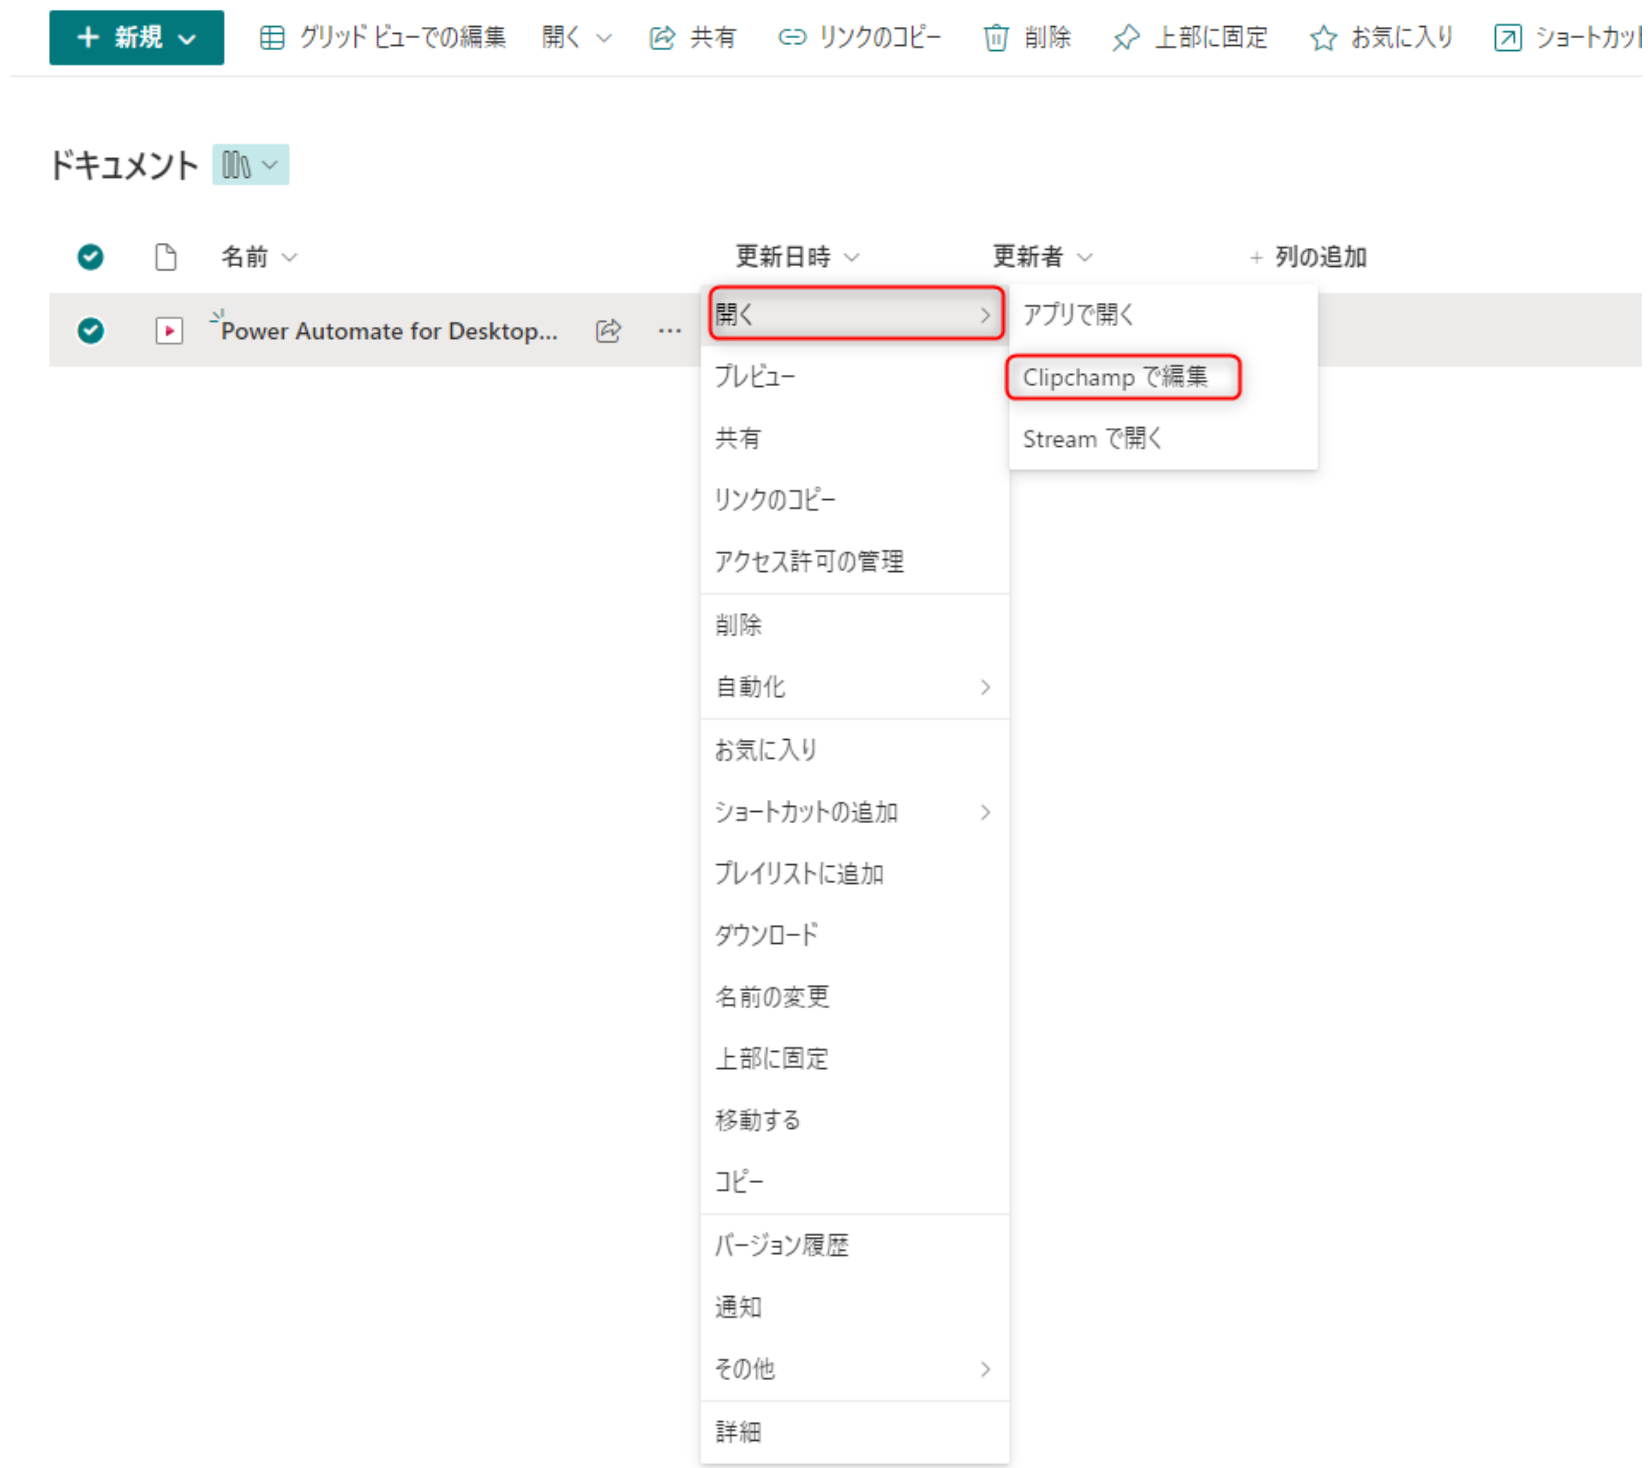 新規 グリッド ビューでの編集 開く 共有 リンクのコピー 削除 上部に固定 お気に入り ショートカット
ドキュメント
名前 更新日時 更新者 + 列の追加
Power Automate for Desktop... ...
開く
プレビュー
共有
リンクのコピー
アクセス許可の管理
削除
自動化
お気に入り
ショートカットの追加
プレイリストに追加
ダウンロード
名前の変更
上部に固定
移動する
コピー
バージョン履歴
通知
その他
詳細
アプリで開く
Clipchamp で編集
Stream で開く